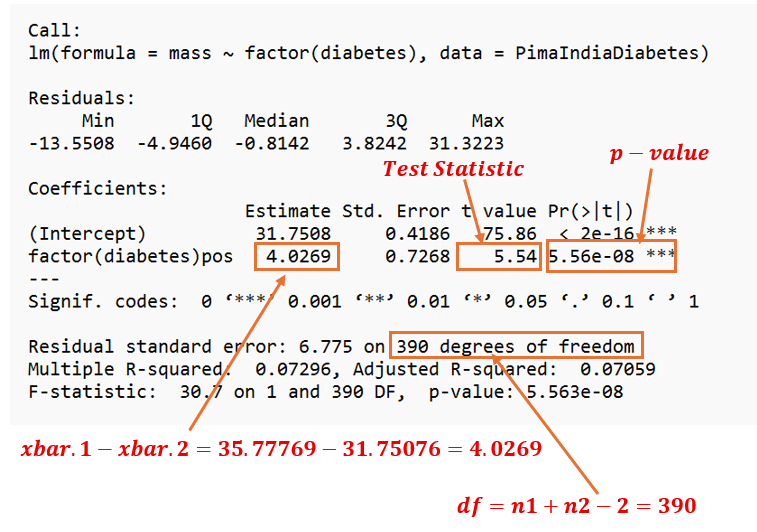 Call:
lm(formula = mass ~ factor(diabetes), data = PimaIndiaDiabetes)
Residuals:
Min 1Q Median 3Q Max
-13.5508 -4.9460 -0.8142 3.8242 31.3223
p − value
Test Statistic
Coefficients:
Estimate Std. Error t value Pr(>|t|)
(Intercept) 31.7508 0.4186 75.86 < 2e-16 ***
factor(diabetes)pos 4.0269 0.7268 5.54 5.56e-08 ***
---
Signif. codes: 0 ‘***’ 0.001 ‘**’ 0.01 ‘*’ 0.05 ‘.’ 0.1 ‘ ’ 1
Residual standard error: 6.775 on 390 degrees of freedom
Multiple R-squared: 0.07296, Adjusted R-squared: 0.07059
F-statistic: 30.7 on 1 and 390 DF, p-value: 5.563e-08
xbar. 1 − xbar. 2 = 35.77769 − 31.75076 = 4.0269
df = n1 + n2 − 2 = 390